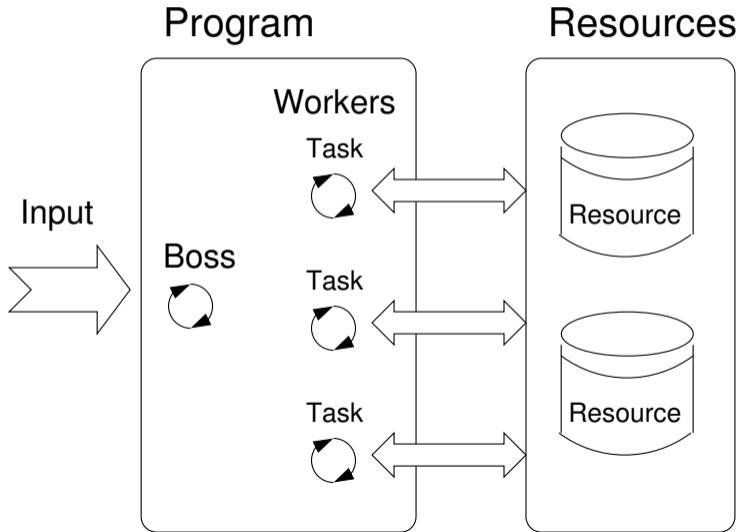 Program
Resources
Workers
Task
Input
Resource
Boss
Task
Task
Resource